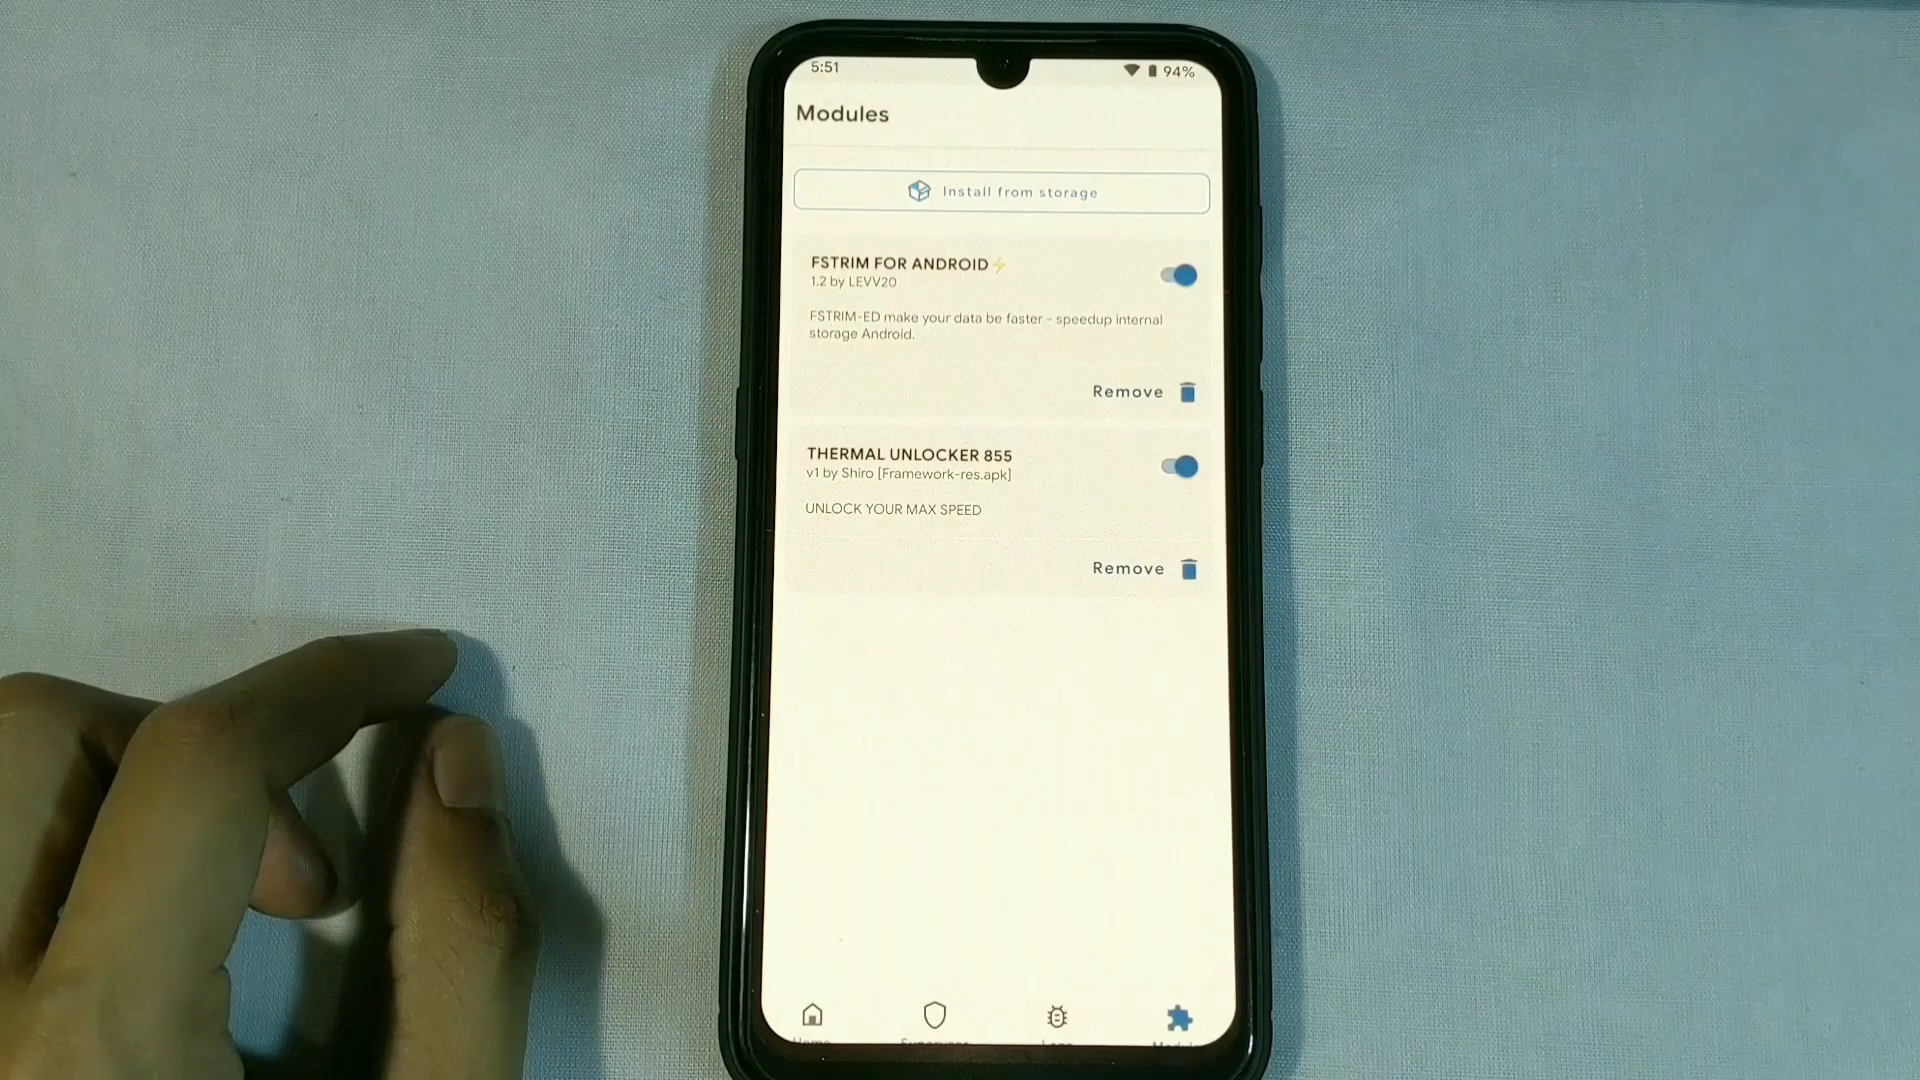 5:51
94%
Modules
Install from storage
FSTRIM FOR ANDROID⚡
1.2 by LEVV20
FSTRIM-ED make your data be faster - speedup internal
storage Android.
Remove
THERMAL UNLOCKER 855
v1 by Shiro [Framework-res.apk]
UNLOCK YOUR MAX SPEED
Remove